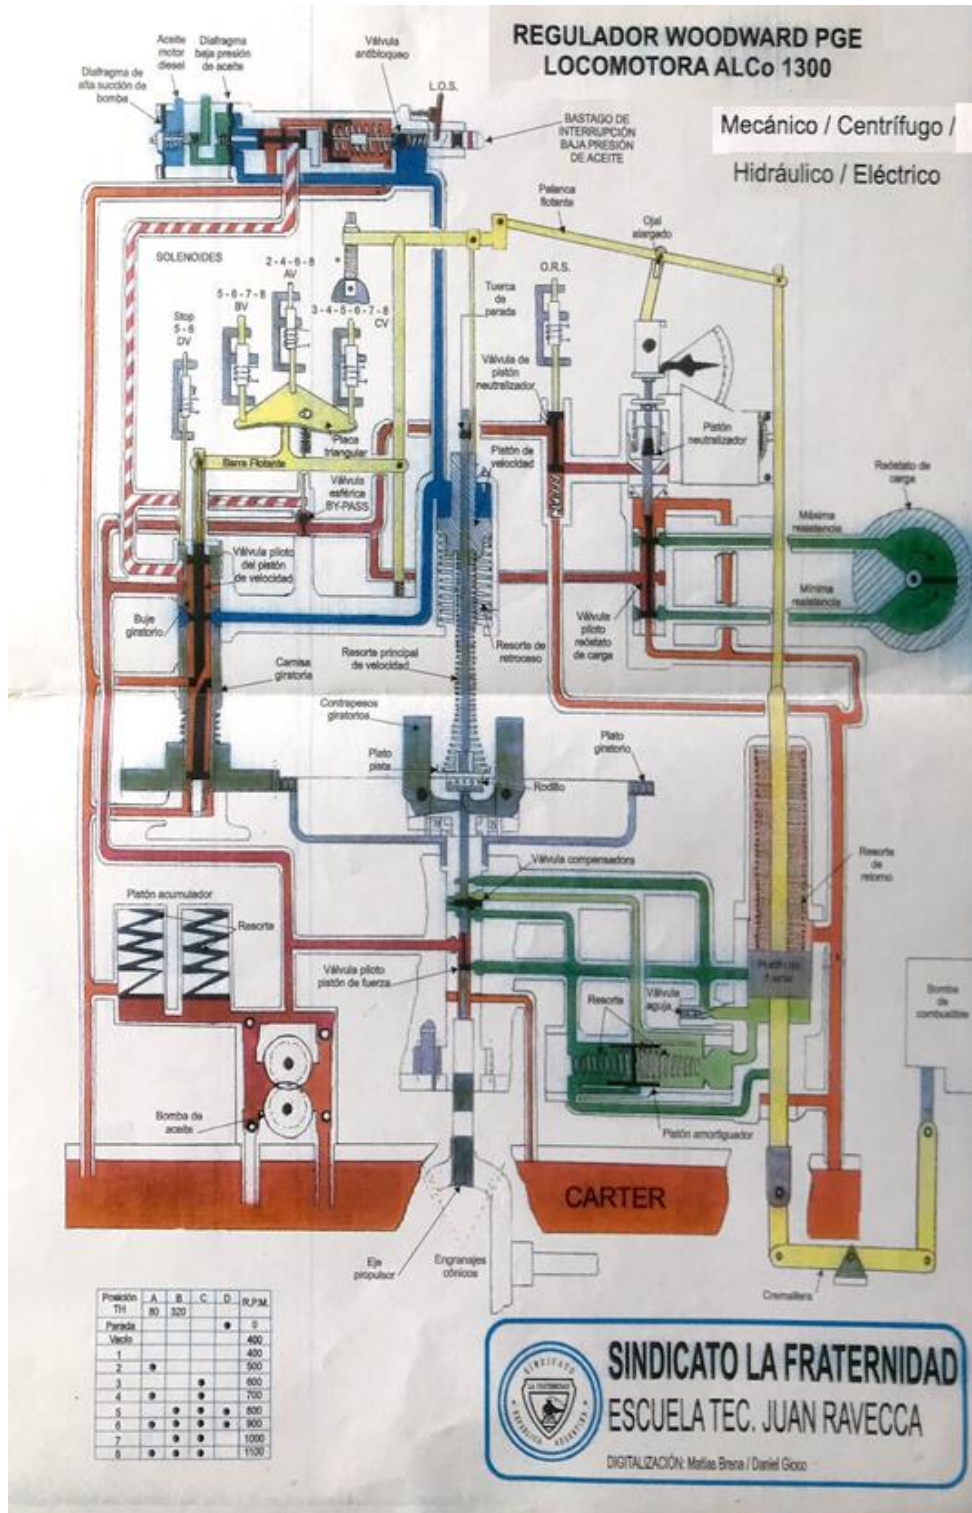 REGULADOR WOODWARD PGE
LOCOMOTORA ALCo 1300
Mecánico / Centrífugo /
Hidráulico / Eléctrico
Aceite
motor
diesel
Diafragma
baja presión
de aceite
Válvula
antibloqueo
Diafragma de
alta succión de
bomba
L.O.S.
BASTAGO DE
INTERRUPCIÓN
BAJA PRESIÓN
DE ACEITE
Palanca
flotante
Ojal
alargado
SOLENOIDES
2-4-6-8
AV
5-6-7-8
BV
3-4-5-6-7-8
CV
Stop
5-6
DV
Tuerca
de
parada
O.R.S.
Válvula de
pistón
neutralizador
Placa
triangular
Barra Flotante
Válvula
esférica
BY-PASS
Pistón de
velocidad
Pistón
neutralizador
Reóstato de
carga
Máxima
resistencia
Mínima
resistencia
Válvula piloto
del pistón
de velocidad
Buje
giratorio
Camisa
giratoria
Resorte principal
de velocidad
Resorte de
retroceso
Válvula
piloto
reóstato
de carga
Contrapesos
giratorios
Plato
pista
Plato
giratorio
Rodillo
Válvula compensadora
Resorte
de
retorno
Pistón acumulador
Resorte
Válvula piloto
pistón de fuerza
Resorte
Válvula
aguja
Bomba
de
combustible
Bomba de
aceite
Pistón amortiguador
CARTER
Eje
propulsor
Engranajes
cónicos
Cremallera
Posición TH A 80 B 320 C D R.P.M.
Parada ● 0
Vacío 400
1 400
2 ● 500
3 ● 600
4 ● ● 700
5 ● ● ● 800
6 ● ● ● ● 900
7 ● ● 1000
8 ● ● ● 1100
SINDICATO
LA FRATERNIDAD
REPUBLICA ARGENTINA
SINDICATO LA FRATERNIDAD
ESCUELA TEC. JUAN RAVECCA
DIGITALIZACIÓN: Matias Brena / Daniel Gioco